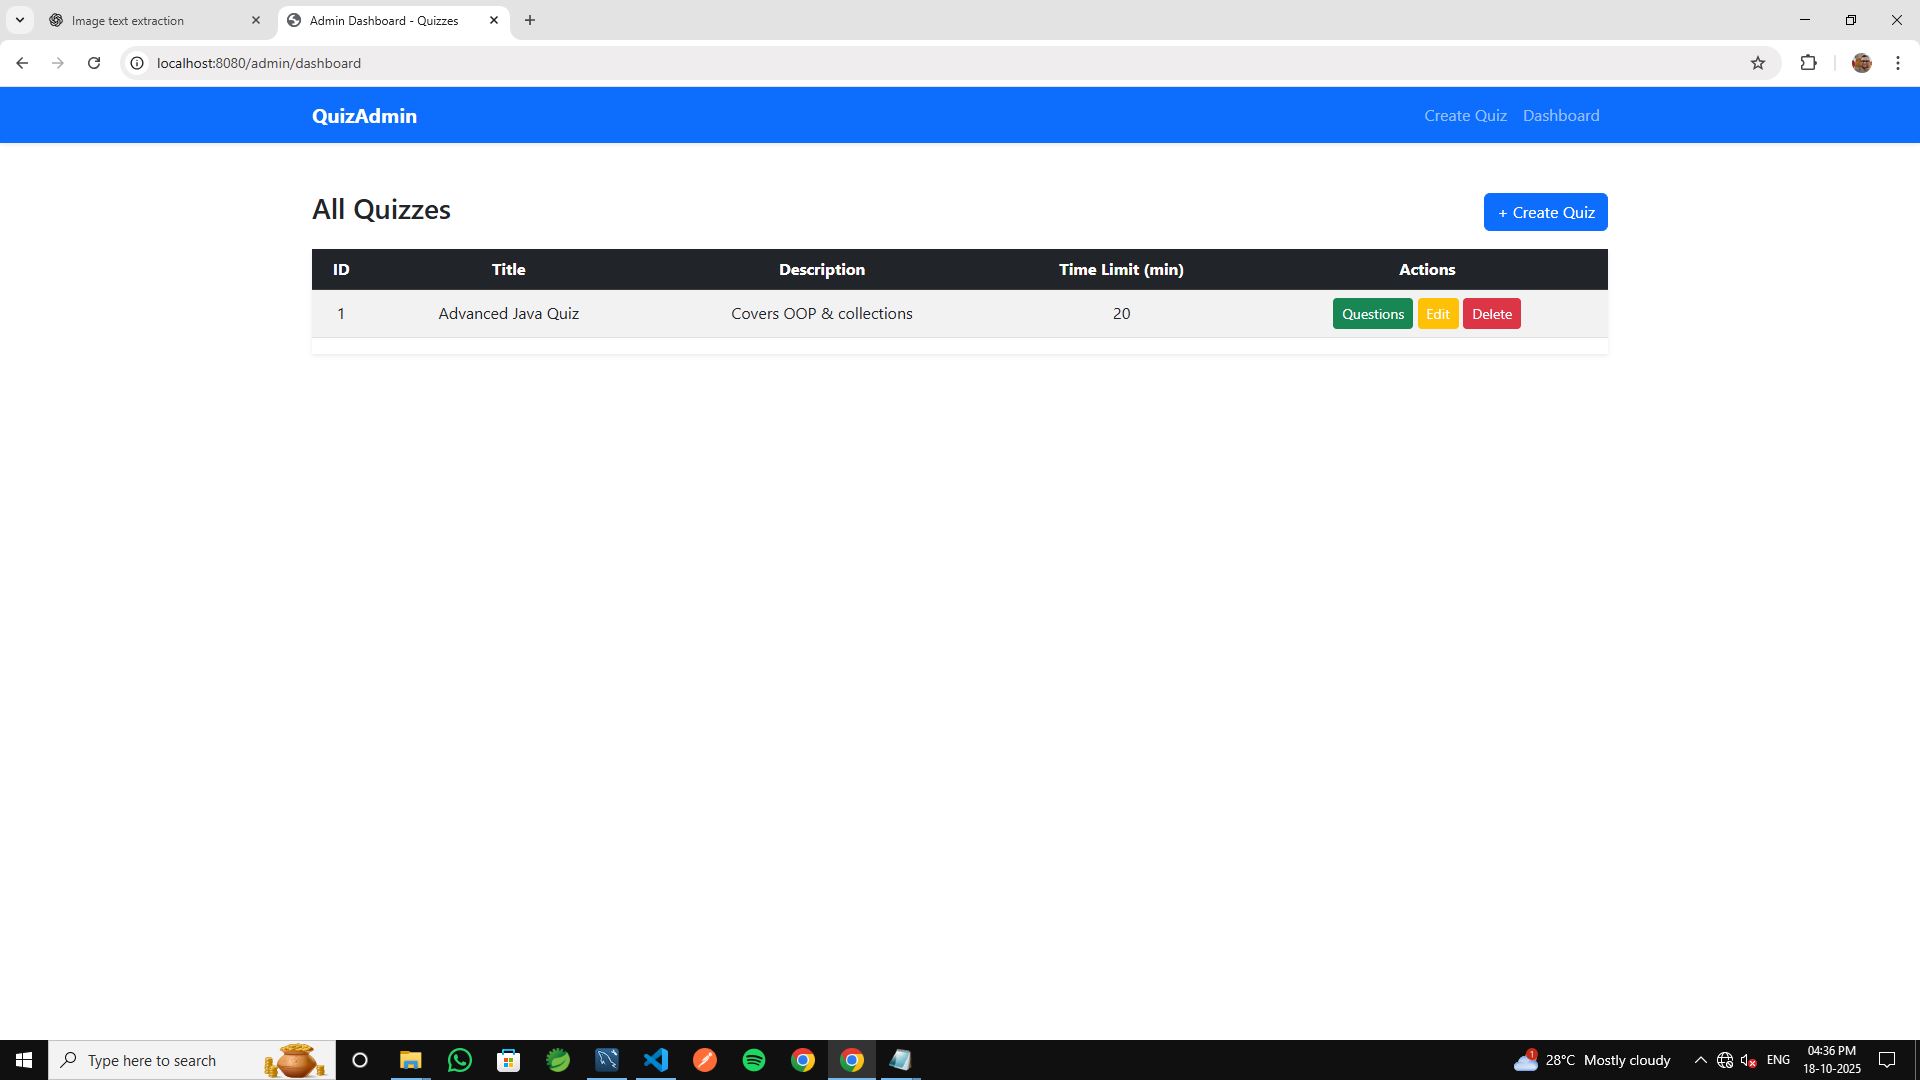 Image text extraction
Admin Dashboard - Quizzes
localhost:8080/admin/dashboard
QuizAdmin
Create Quiz Dashboard
All Quizzes
+ Create Quiz
ID Title Description Time Limit (min) Actions
1 Advanced Java Quiz Covers OOP & collections 20 Questions Edit Delete
Type here to search
1
28°C Mostly cloudy
ENG
04:36 PM
18-10-2025